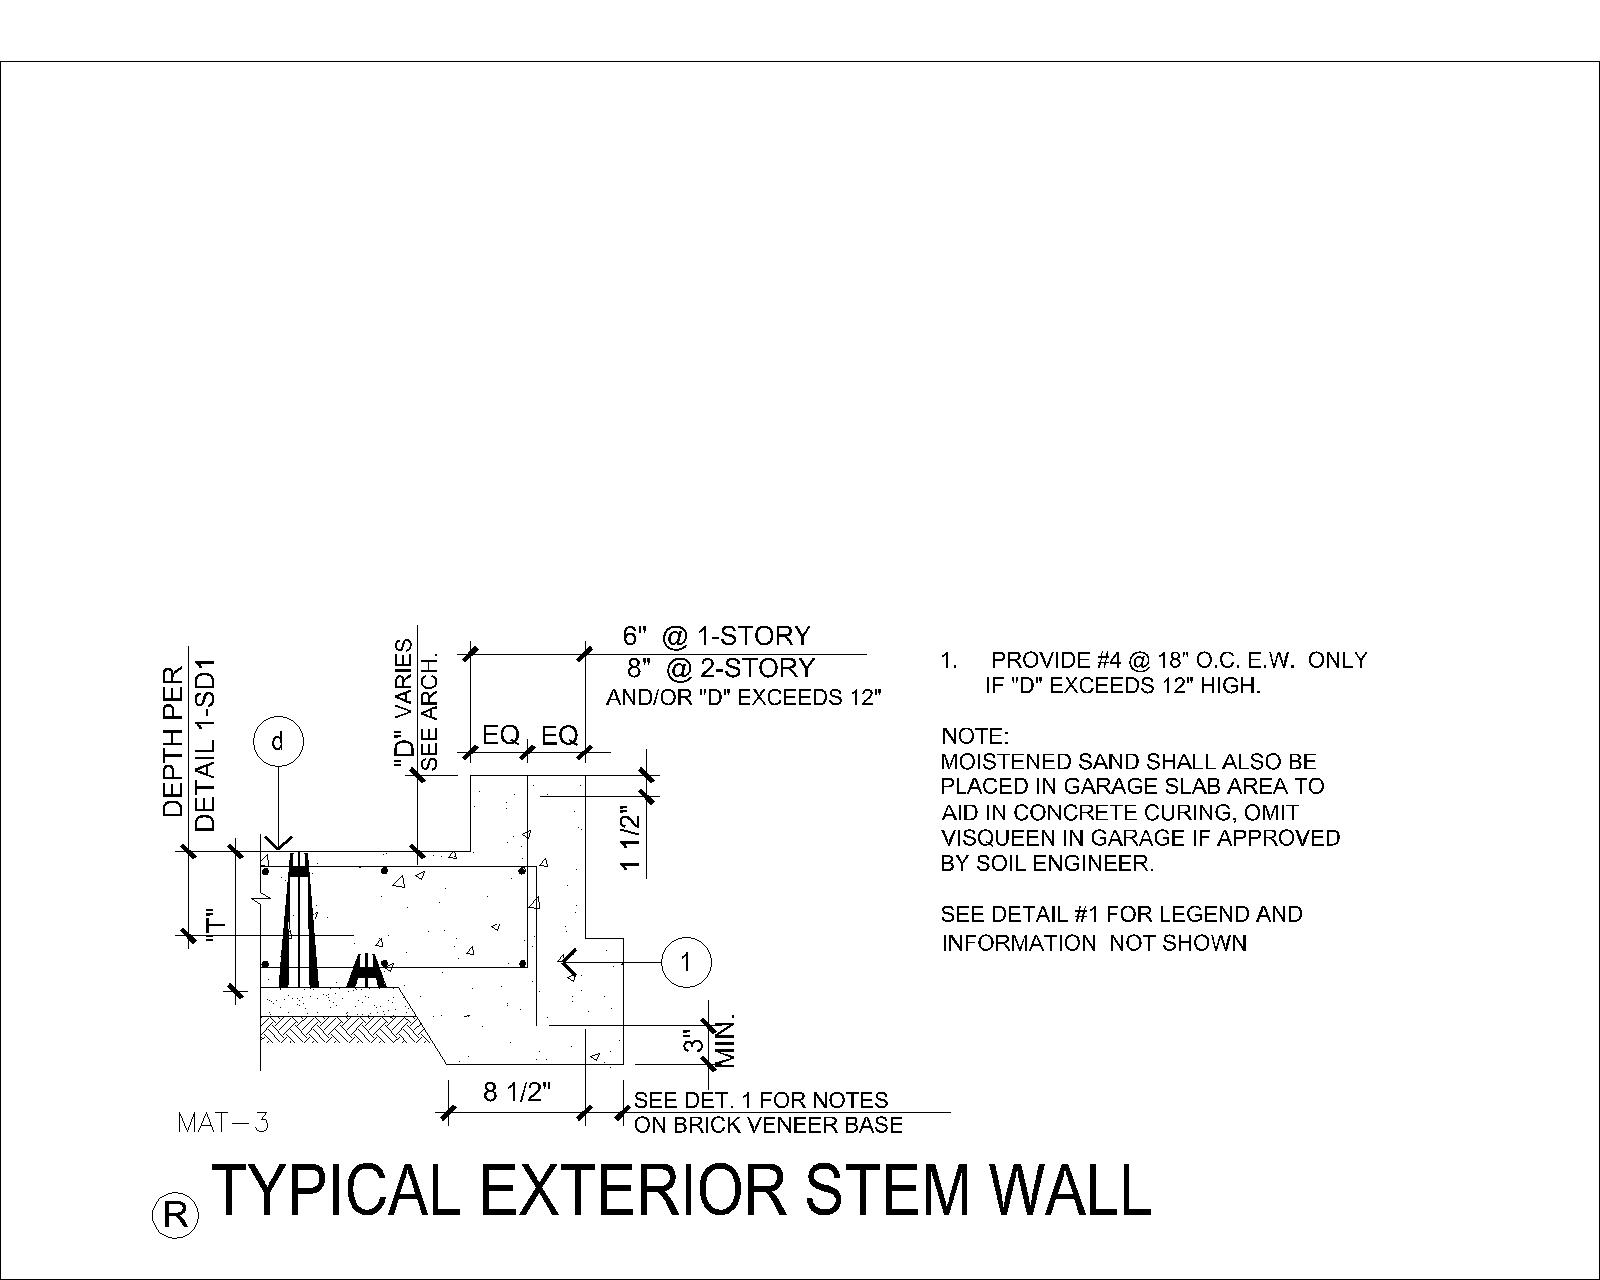 6" @ 1-STORY
8" @ 2-STORY
AND/OR "D" EXCEEDS 12"
EQ EQ
"D" VARIES
SEE ARCH.
DEPTH PER
DETAIL 1-SD1
d
"T"
1 1/2"
1
3"
MIN.
8 1/2"
SEE DET. 1 FOR NOTES
ON BRICK VENEER BASE
1. PROVIDE #4 @ 18" O.C. E.W. ONLY
IF "D" EXCEEDS 12" HIGH.
NOTE:
MOISTENED SAND SHALL ALSO BE
PLACED IN GARAGE SLAB AREA TO
AID IN CONCRETE CURING, OMIT
VISQUEEN IN GARAGE IF APPROVED
BY SOIL ENGINEER.
SEE DETAIL #1 FOR LEGEND AND
INFORMATION NOT SHOWN
MAT-3
R TYPICAL EXTERIOR STEM WALL